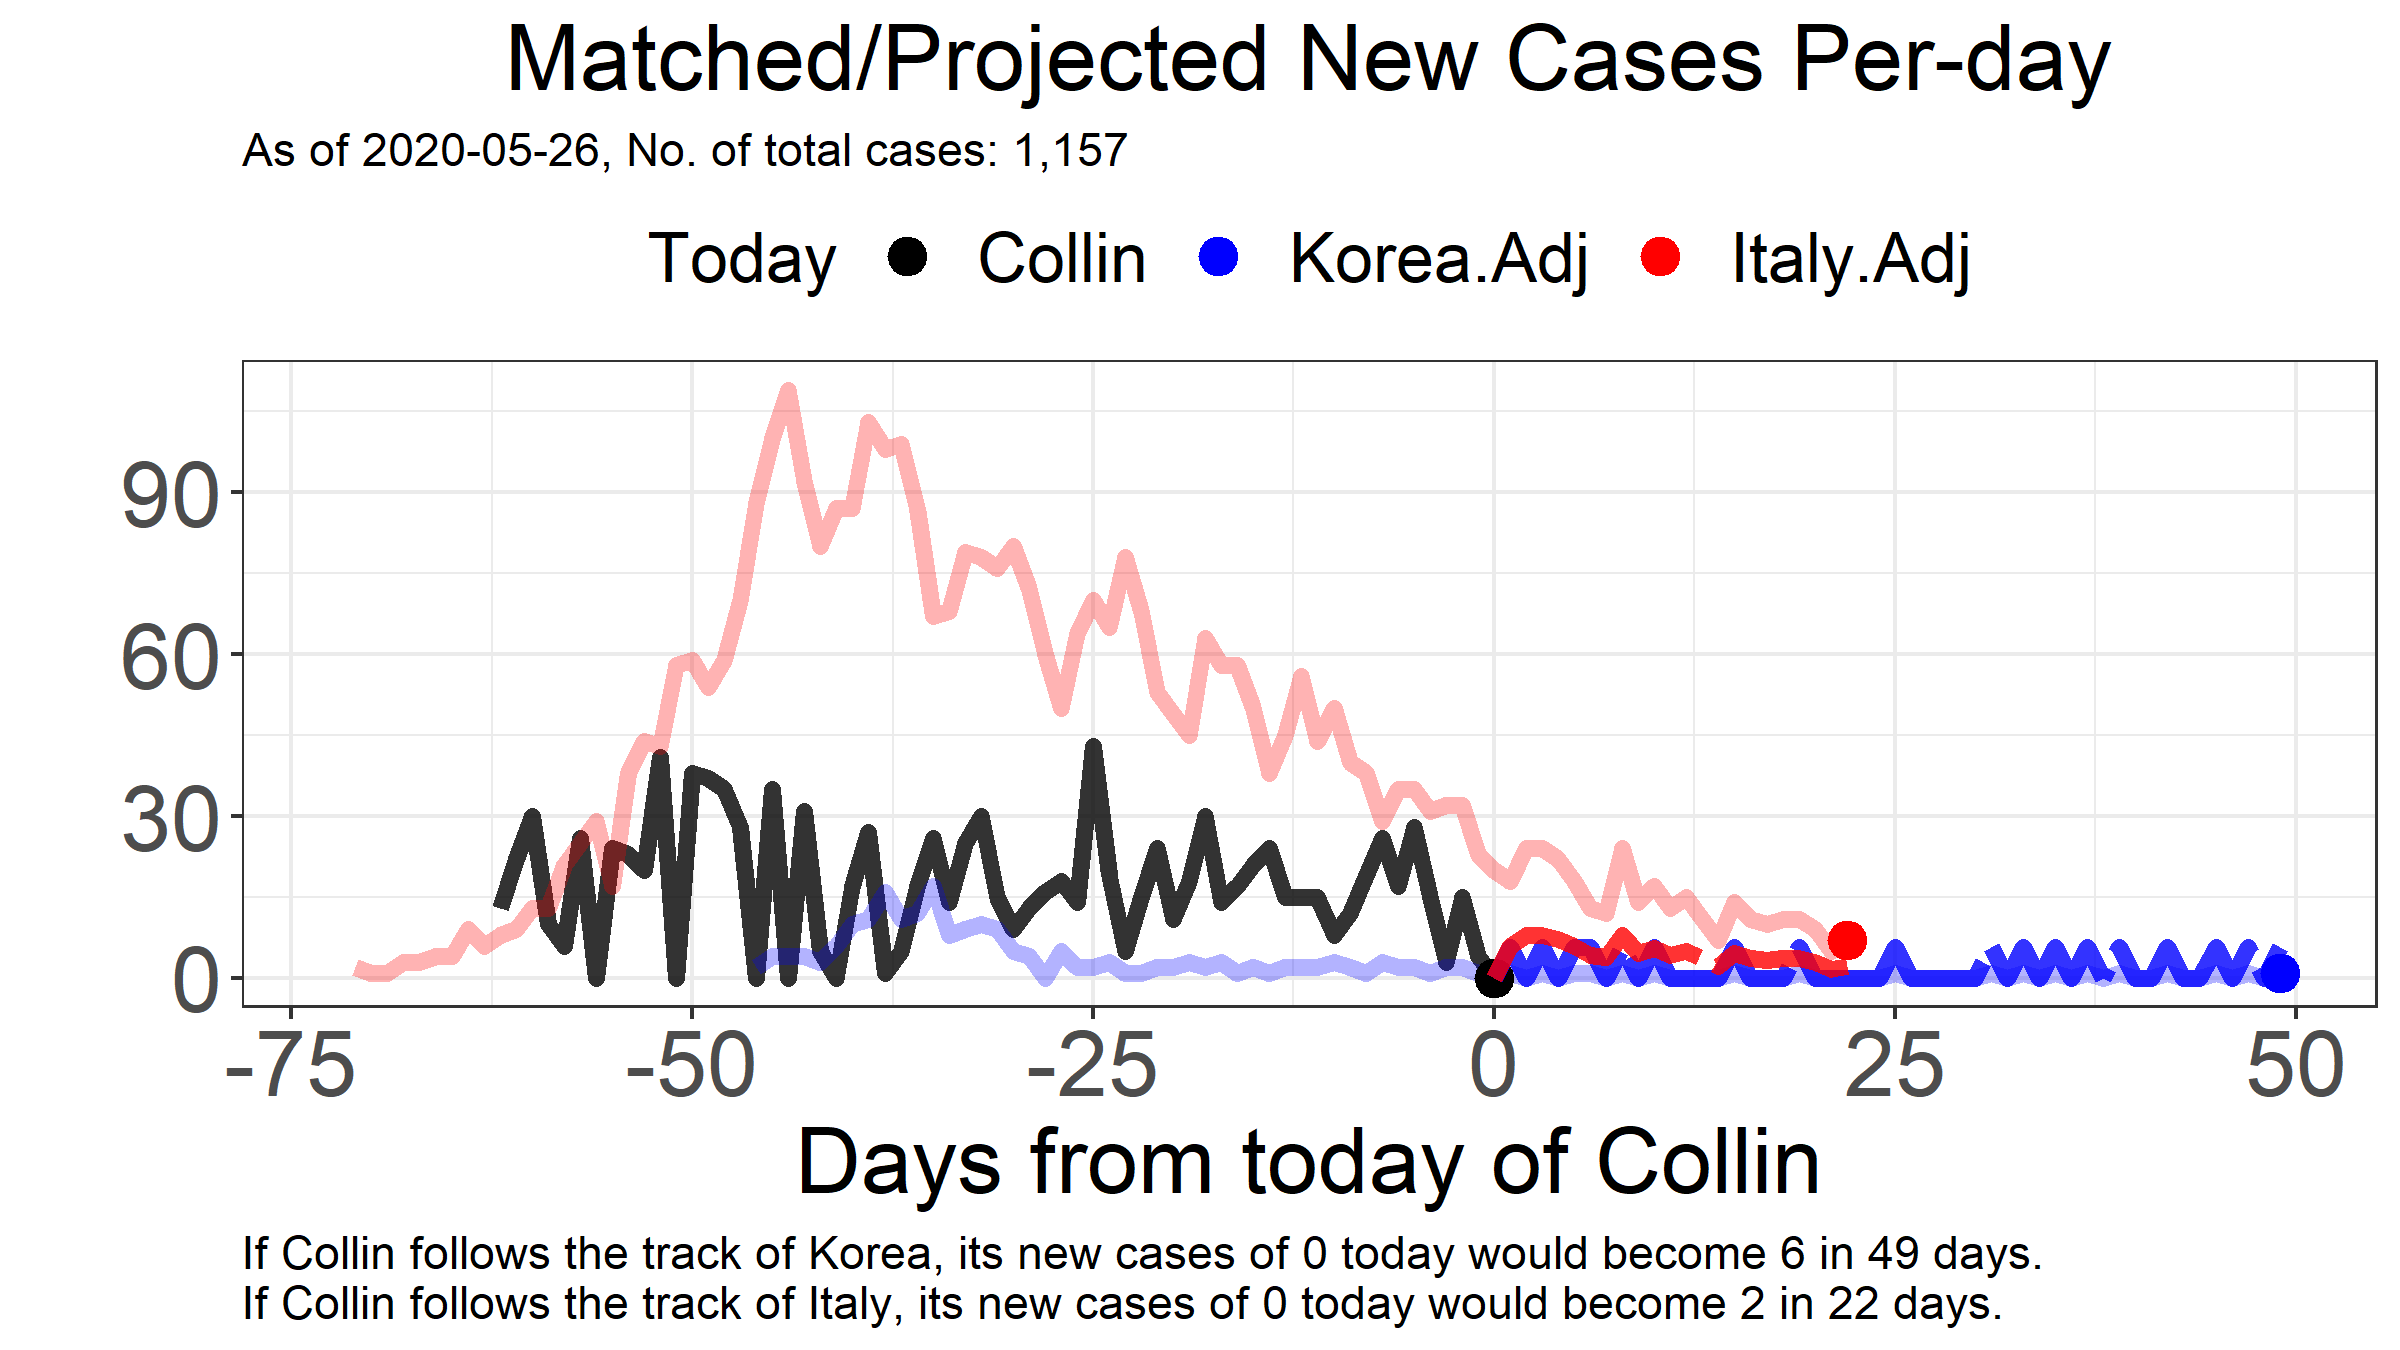 Matched/Projected New Cases Per-day
As of 2020-05-26, No. of total cases: 1,157
Today Collin Korea.Adj Italy.Adj
90
60
30
0
-75 -50 -25 0 25 50
Days from today of Collin
If Collin follows the track of Korea, its new cases of 0 today would become 6 in 49 days.
If Collin follows the track of Italy, its new cases of 0 today would become 2 in 22 days.